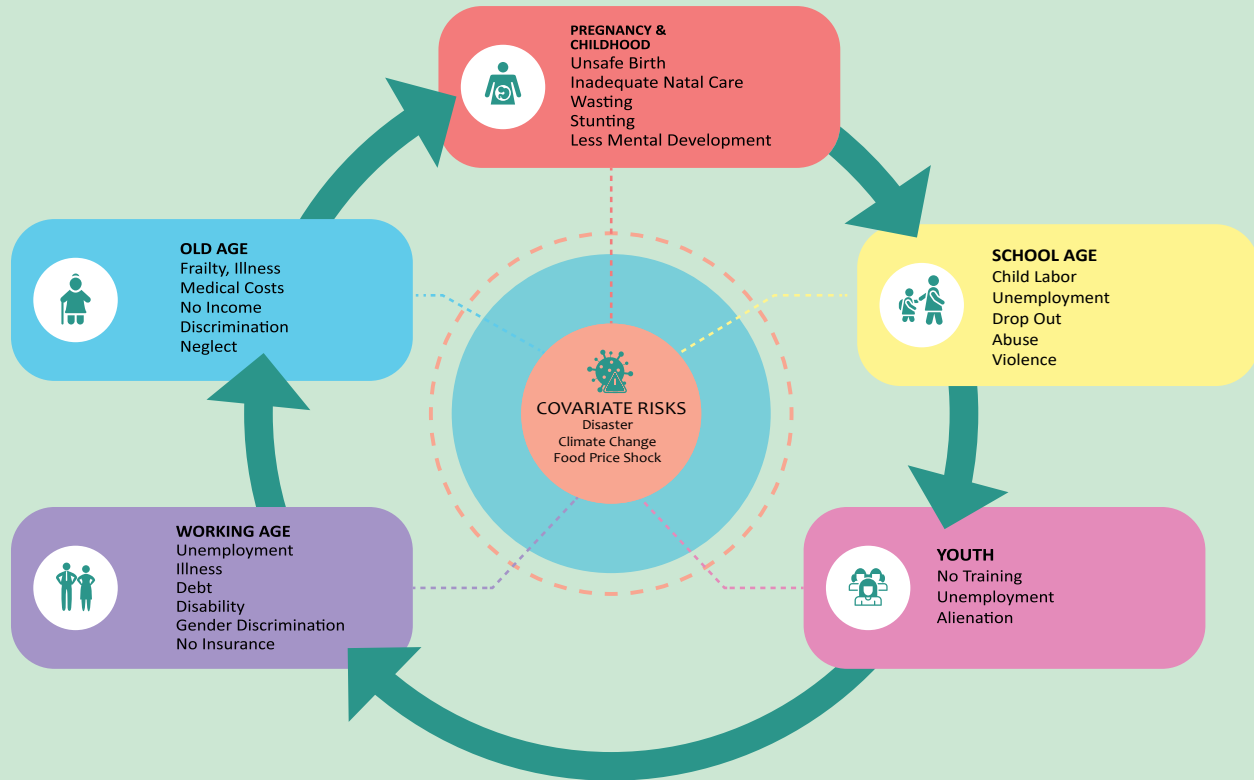 PREGNANCY &
CHILDHOOD
Unsafe Birth
Inadequate Natal Care
Wasting
Stunting
Less Mental Development
SCHOOL AGE
Child Labor
Unemployment
Drop Out
Abuse
Violence
YOUTH
No Training
Unemployment
Alienation
WORKING AGE
Unemployment
Illness
Debt
Disability
Gender Discrimination
No Insurance
OLD AGE
Frailty, Illness
Medical Costs
No Income
Discrimination
Neglect
COVARIATE RISKS
Disaster
Climate Change
Food Price Shock